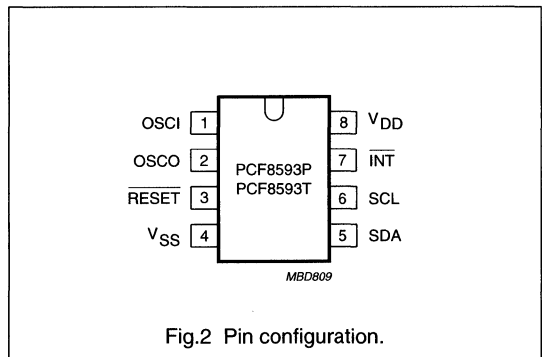 OSCI 1
OSCO 2
RESET 3
VSS 4
PCF8593P
PCF8593T
8 VDD
7 INT
6 SCL
5 SDA
MBD809
Fig.2 Pin configuration.